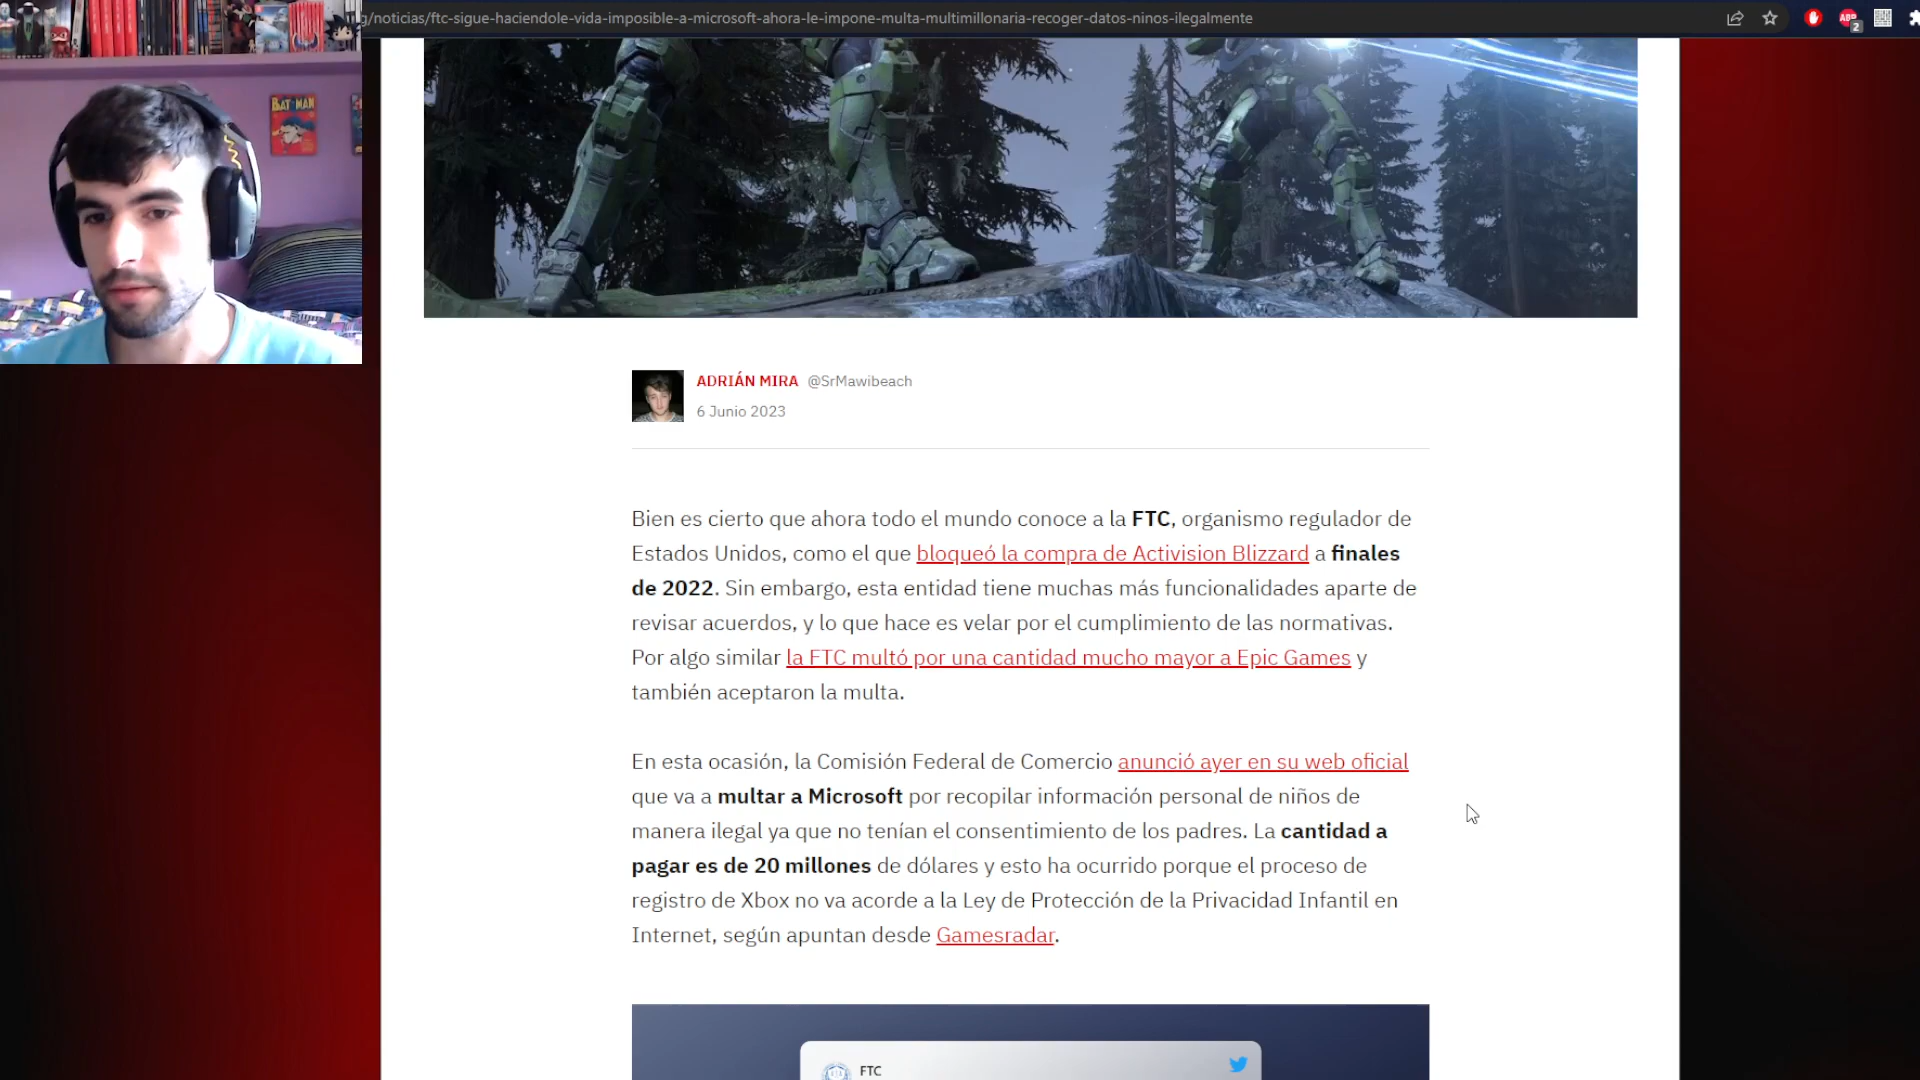 g/noticias/ftc-sigue-haciendole-vida-imposible-a-microsoft-ahora-le-impone-multa-multimillonaria-recoger-datos-ninos-ilegalmente
ABP
2
BATMAN
ADRIÁN MIRA @SrMawibeach
6 Junio 2023
Bien es cierto que ahora todo el mundo conoce a la FTC, organismo regulador de
Estados Unidos, como el que bloqueó la compra de Activision Blizzard a finales
de 2022. Sin embargo, esta entidad tiene muchas más funcionalidades aparte de
revisar acuerdos, y lo que hace es velar por el cumplimiento de las normativas.
Por algo similar la FTC multó por una cantidad mucho mayor a Epic Games y
también aceptaron la multa.
En esta ocasión, la Comisión Federal de Comercio anunció ayer en su web oficial
que va a multar a Microsoft por recopilar información personal de niños de
manera ilegal ya que no tenían el consentimiento de los padres. La cantidad a
pagar es de 20 millones de dólares y esto ha ocurrido porque el proceso de
registro de Xbox no va acorde a la Ley de Protección de la Privacidad Infantil en
Internet, según apuntan desde Gamesradar.
FTC